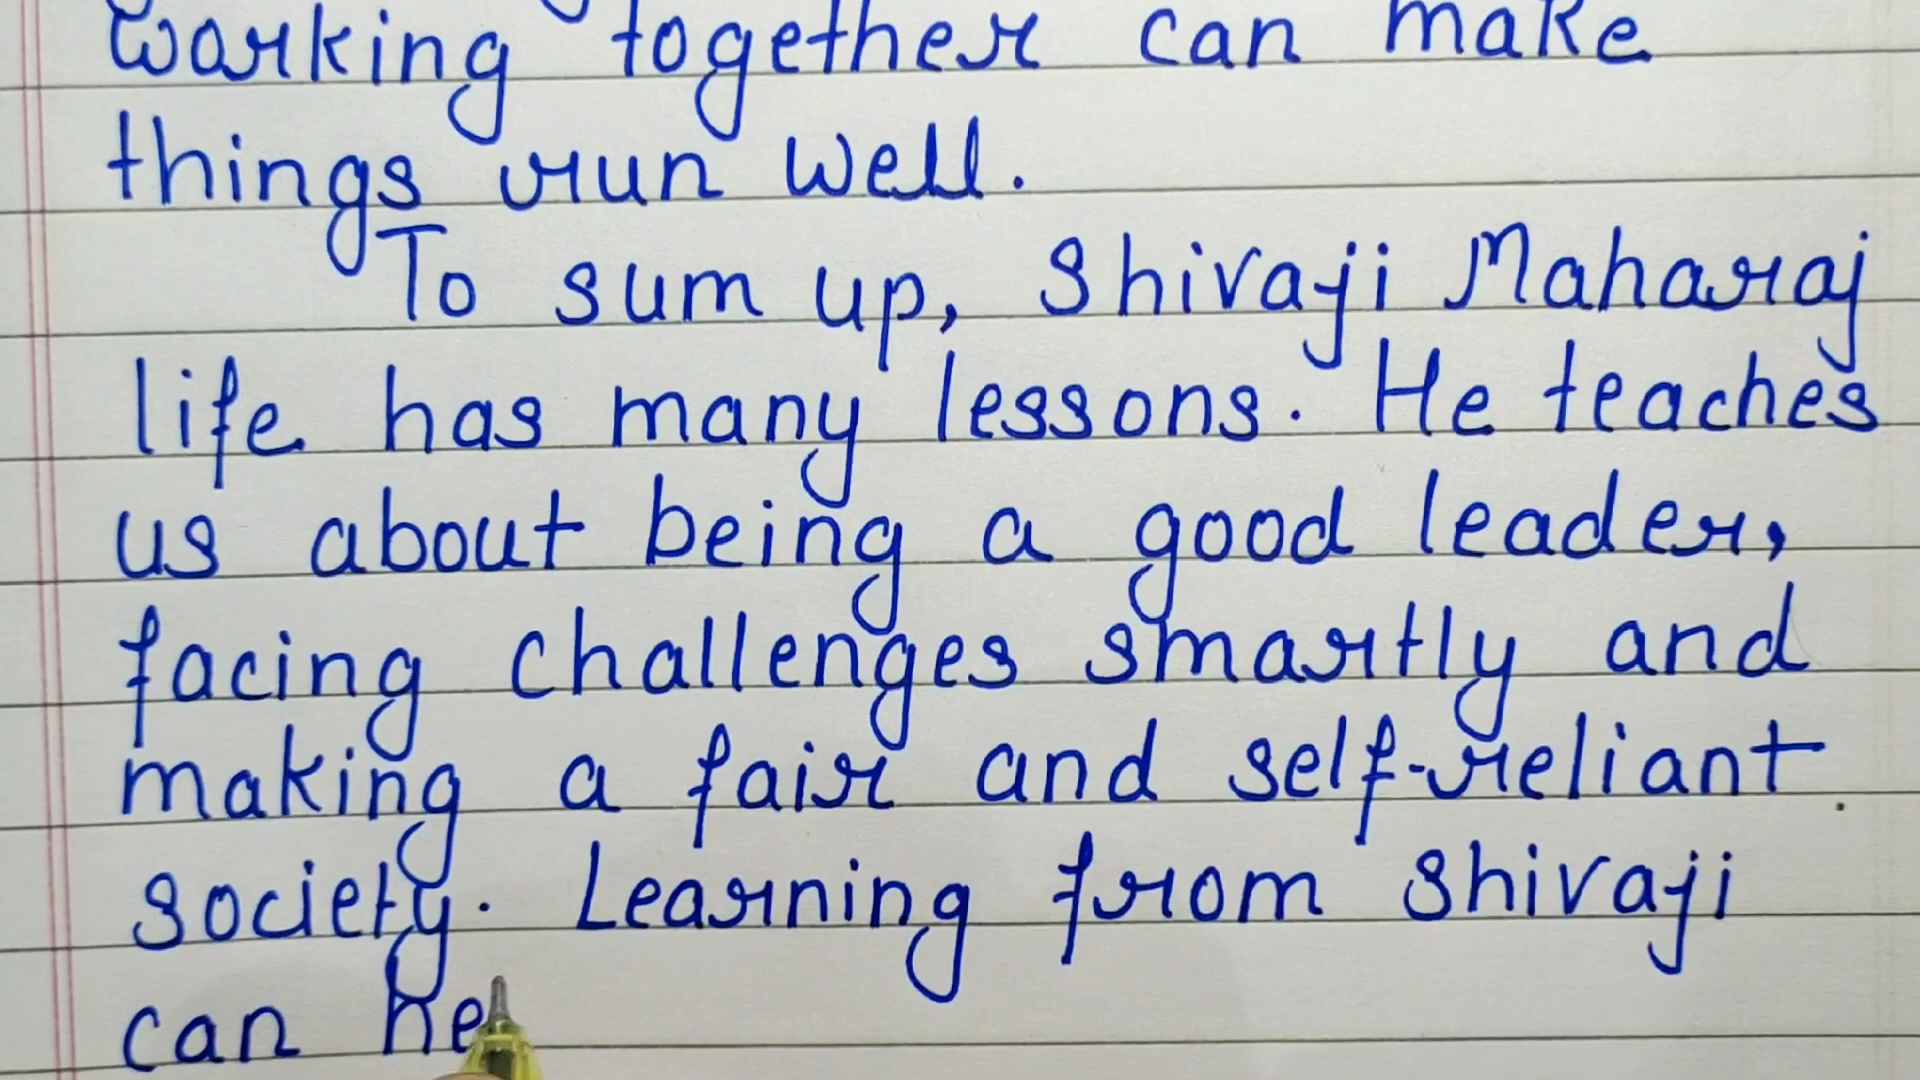 Working together can make
things run well.
To sum up, Shivaji Maharaj
life has many lessons. He teaches
us about being a good leader,
facing challenges smartly and
making a fair and self-reliant
society. Learning from Shivaji
can he